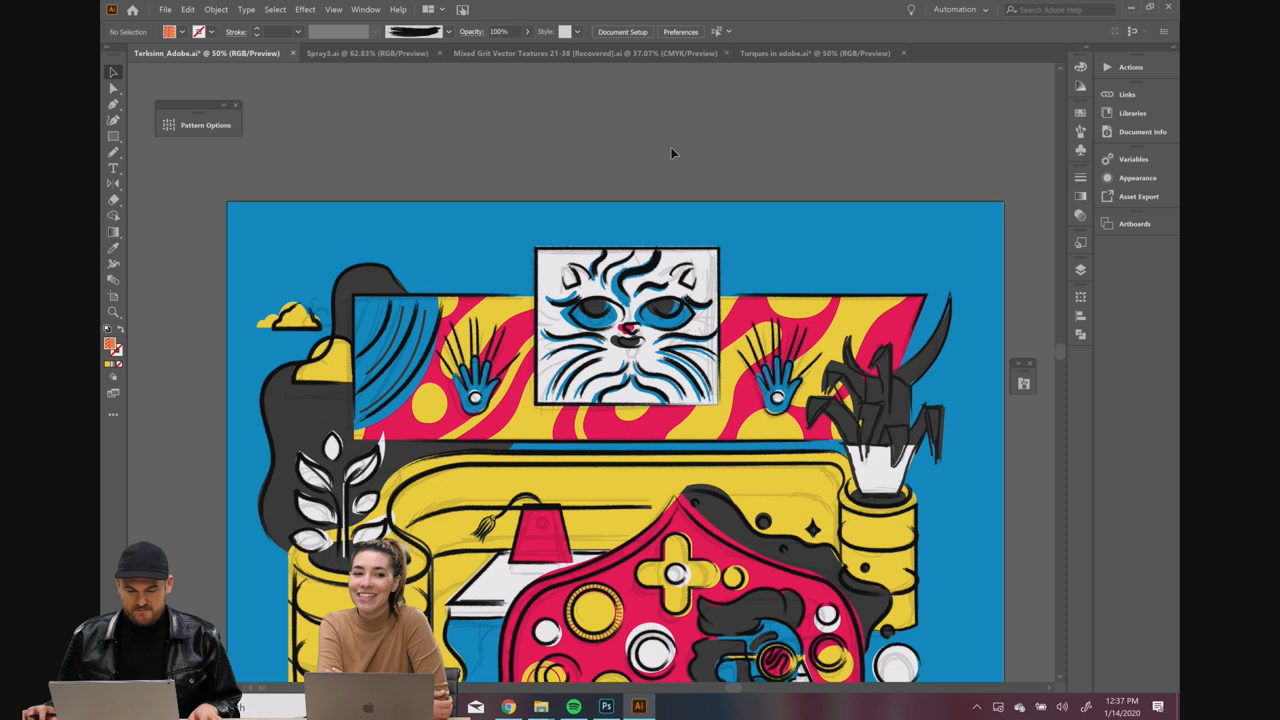 Ai File Edit Object Type Select Effect View Window Help Automation Search Adobe Help
No Selection Stroke: Opacity: 100% Style: Document Setup Preferences
Terksinn_Adobe.ai* @ 50% (RGB/Preview) × Spray3.ai @ 62.83% (RGB/Preview) × Mixed Grit Vector Textures 21-38 [Recovered].ai @ 37.07% (CMYK/Preview) × Turques in adobe.ai* @ 50% (RGB/Preview) ×
Pattern Options
Actions
Links
Libraries
Document Info
Variables
Appearance
Asset Export
Artboards
Ps Ai
12:37 PM
1/14/2020